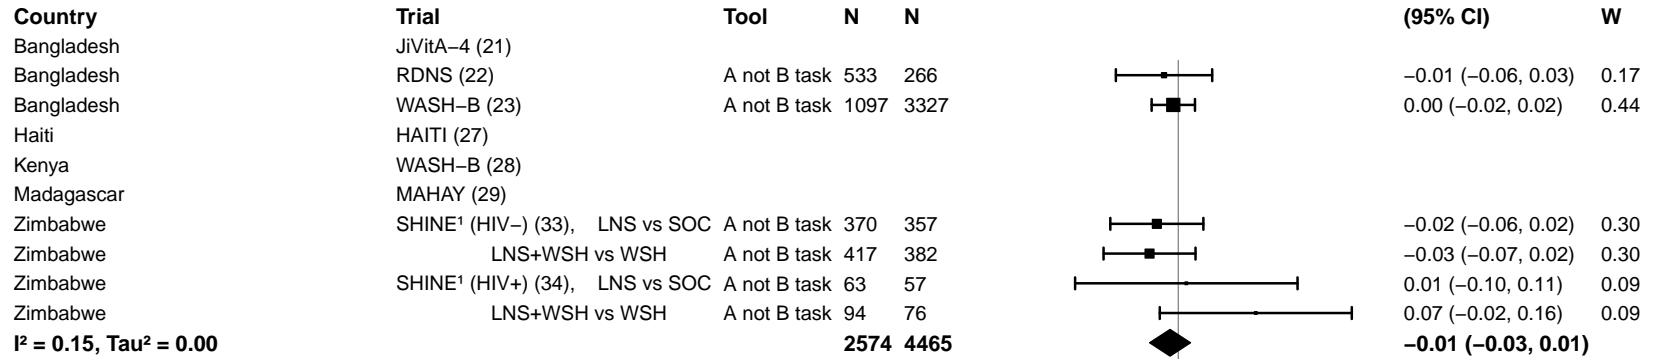 Country Trial Tool N N (95% CI) W
Bangladesh JiVitA−4 (21)
Bangladesh RDNS (22) A not B task 533 266 −0.01 (−0.06, 0.03) 0.17
Bangladesh WASH−B (23) A not B task 1097 3327 0.00 (−0.02, 0.02) 0.44
Haiti HAITI (27)
Kenya WASH−B (28)
Madagascar MAHAY (29)
Zimbabwe SHINE¹ (HIV−) (33), LNS vs SOC A not B task 370 357 −0.02 (−0.06, 0.02) 0.30
Zimbabwe LNS+WSH vs WSH A not B task 417 382 −0.03 (−0.07, 0.02) 0.30
Zimbabwe SHINE¹ (HIV+) (34), LNS vs SOC A not B task 63 57 0.01 (−0.10, 0.11) 0.09
Zimbabwe LNS+WSH vs WSH A not B task 94 76 0.07 (−0.02, 0.16) 0.09
I² = 0.15, Tau² = 0.00 2574 4465 −0.01 (−0.03, 0.01)